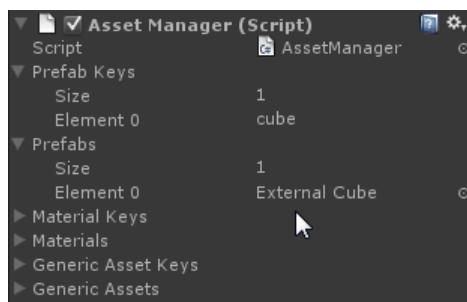 Asset Manager (Script)
Script AssetManager
Prefab Keys
Size 1
Element 0 cube
Prefabs
Size 1
Element 0 External Cube
Material Keys
Materials
Generic Asset Keys
Generic Assets